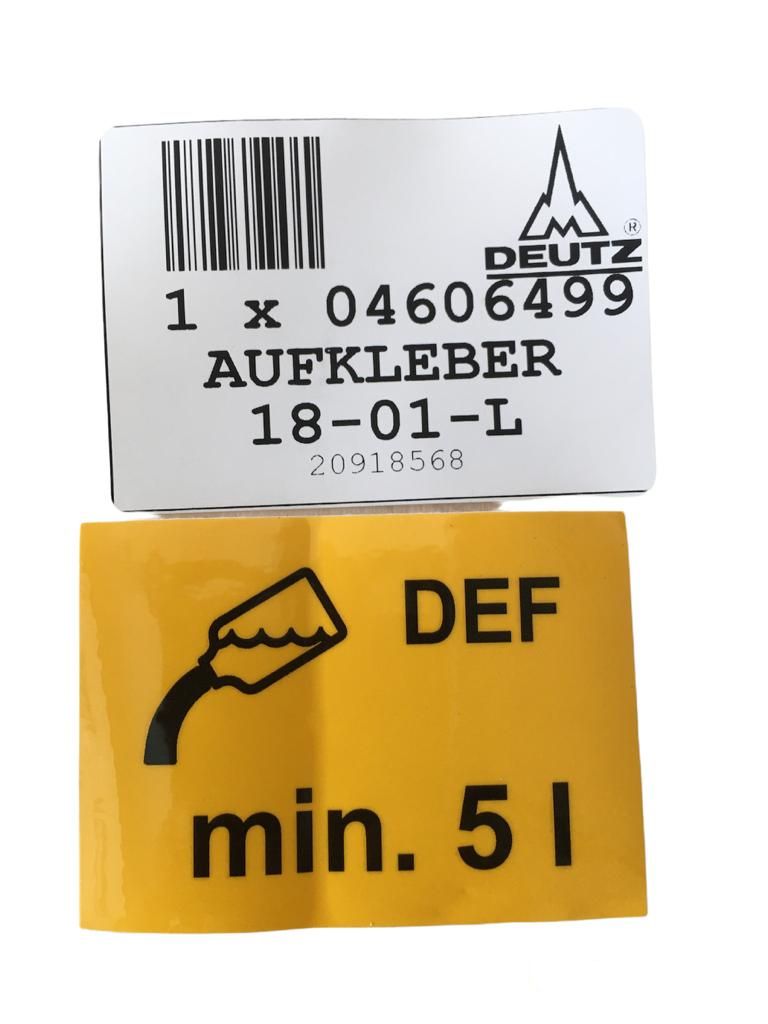 DEUTZ®
1 x 04606499
AUFKLEBER
18-01-L
20918568
DEF
min. 5 l